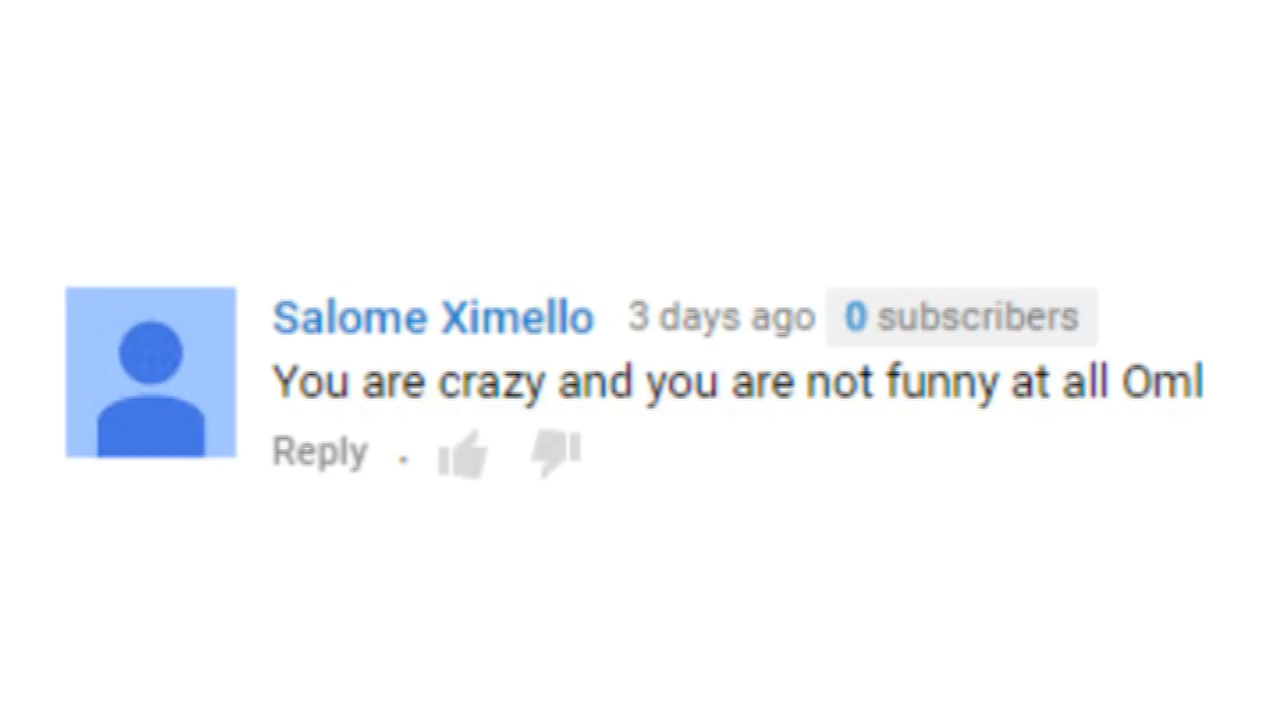 Salome Ximello 3 days ago 0 subscribers
You are crazy and you are not funny at all Oml
Reply .